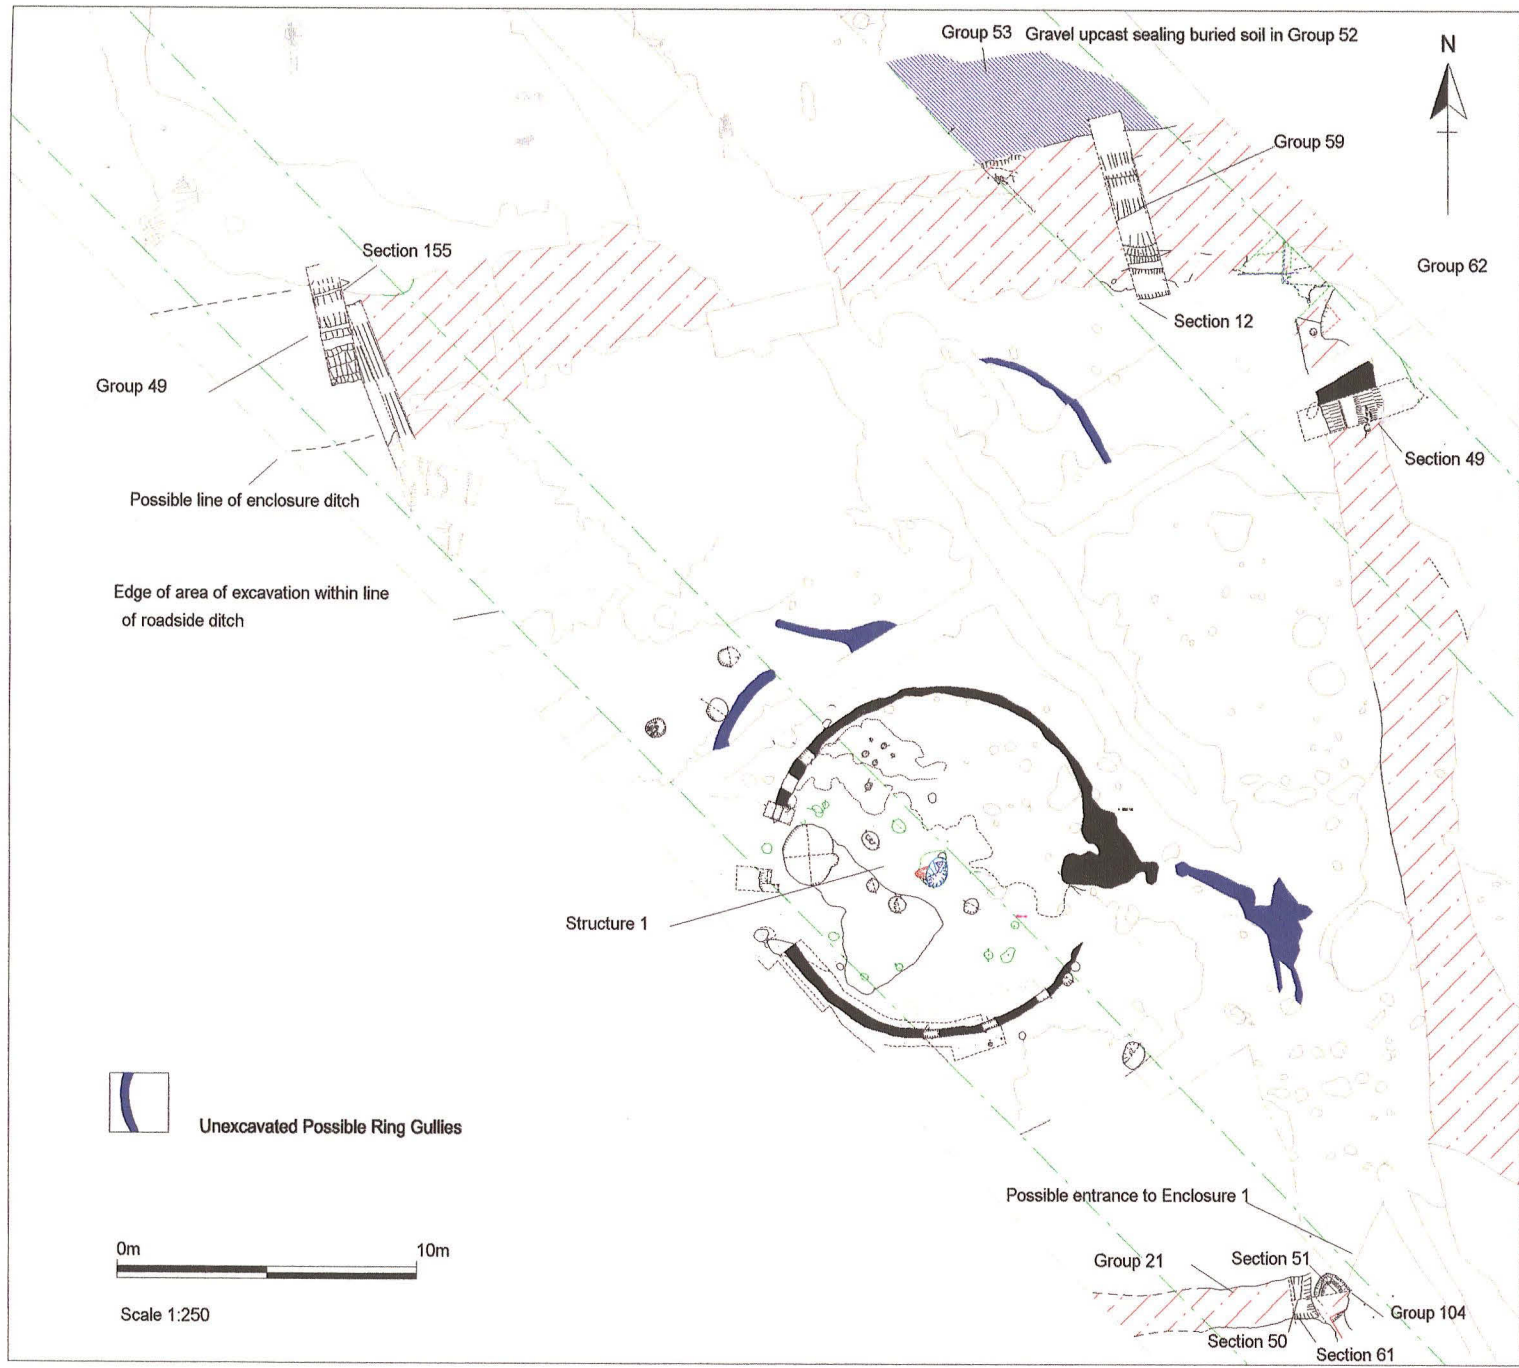 Group 53
Gravel upcast sealing buried soil in Group 52
N
Group 59
Section 155
Group 62
Section 12
Group 49
Section 49
Possible line of enclosure ditch
Edge of area of excavation within line
of roadside ditch
Structure 1
Unexcavated Possible Ring Gullies
Possible entrance to Enclosure 1
0m
10m
Group 21
Section 51
Scale 1:250
Group 104
Section 50
Section 61